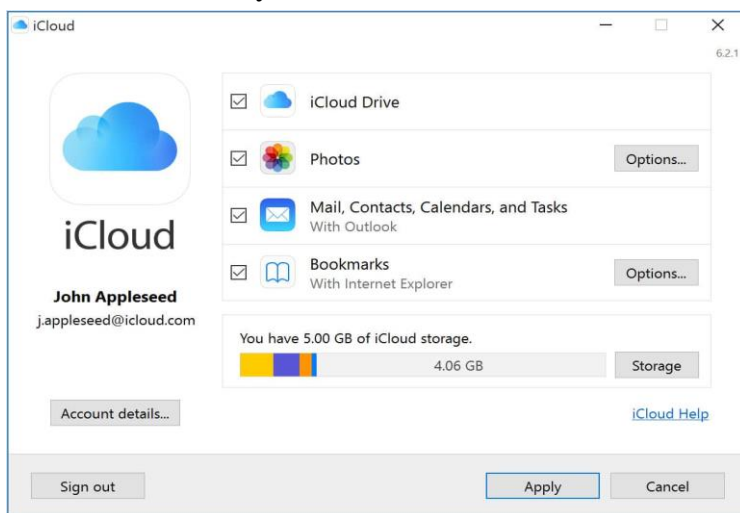 iCloud
6.2.1
iCloud Drive
Photos
Options...
Mail, Contacts, Calendars, and Tasks
With Outlook
Bookmarks
With Internet Explorer
Options...
iCloud
John Appleseed
j.appleseed@icloud.com
You have 5.00 GB of iCloud storage.
4.06 GB
Storage
Account details...
iCloud Help
Sign out
Apply
Cancel